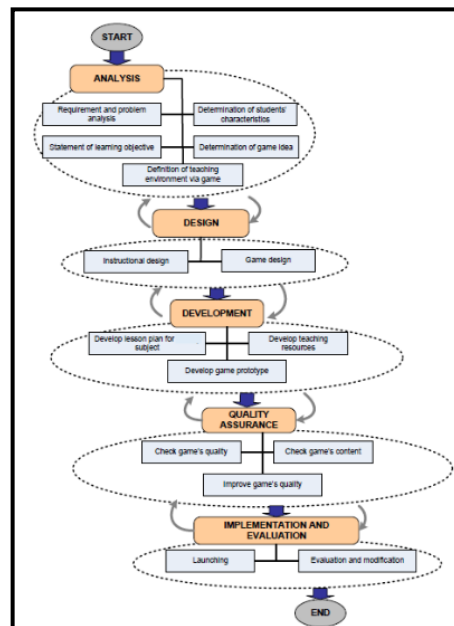 START
ANALYSIS
Requirement and problem
analysis
Determination of students'
characteristics
Statement of learning objective
Determination of game idea
Definition of teaching
environment via game
DESIGN
Instructional design
Game design
DEVELOPMENT
Develop lesson plan for
subject
Develop teaching
resources
Develop game prototype
QUALITY
ASSURANCE
Check game's quality
Check game's content
Improve game's quality
IMPLEMENTATION AND
EVALUATION
Launching
Evaluation and modification
END